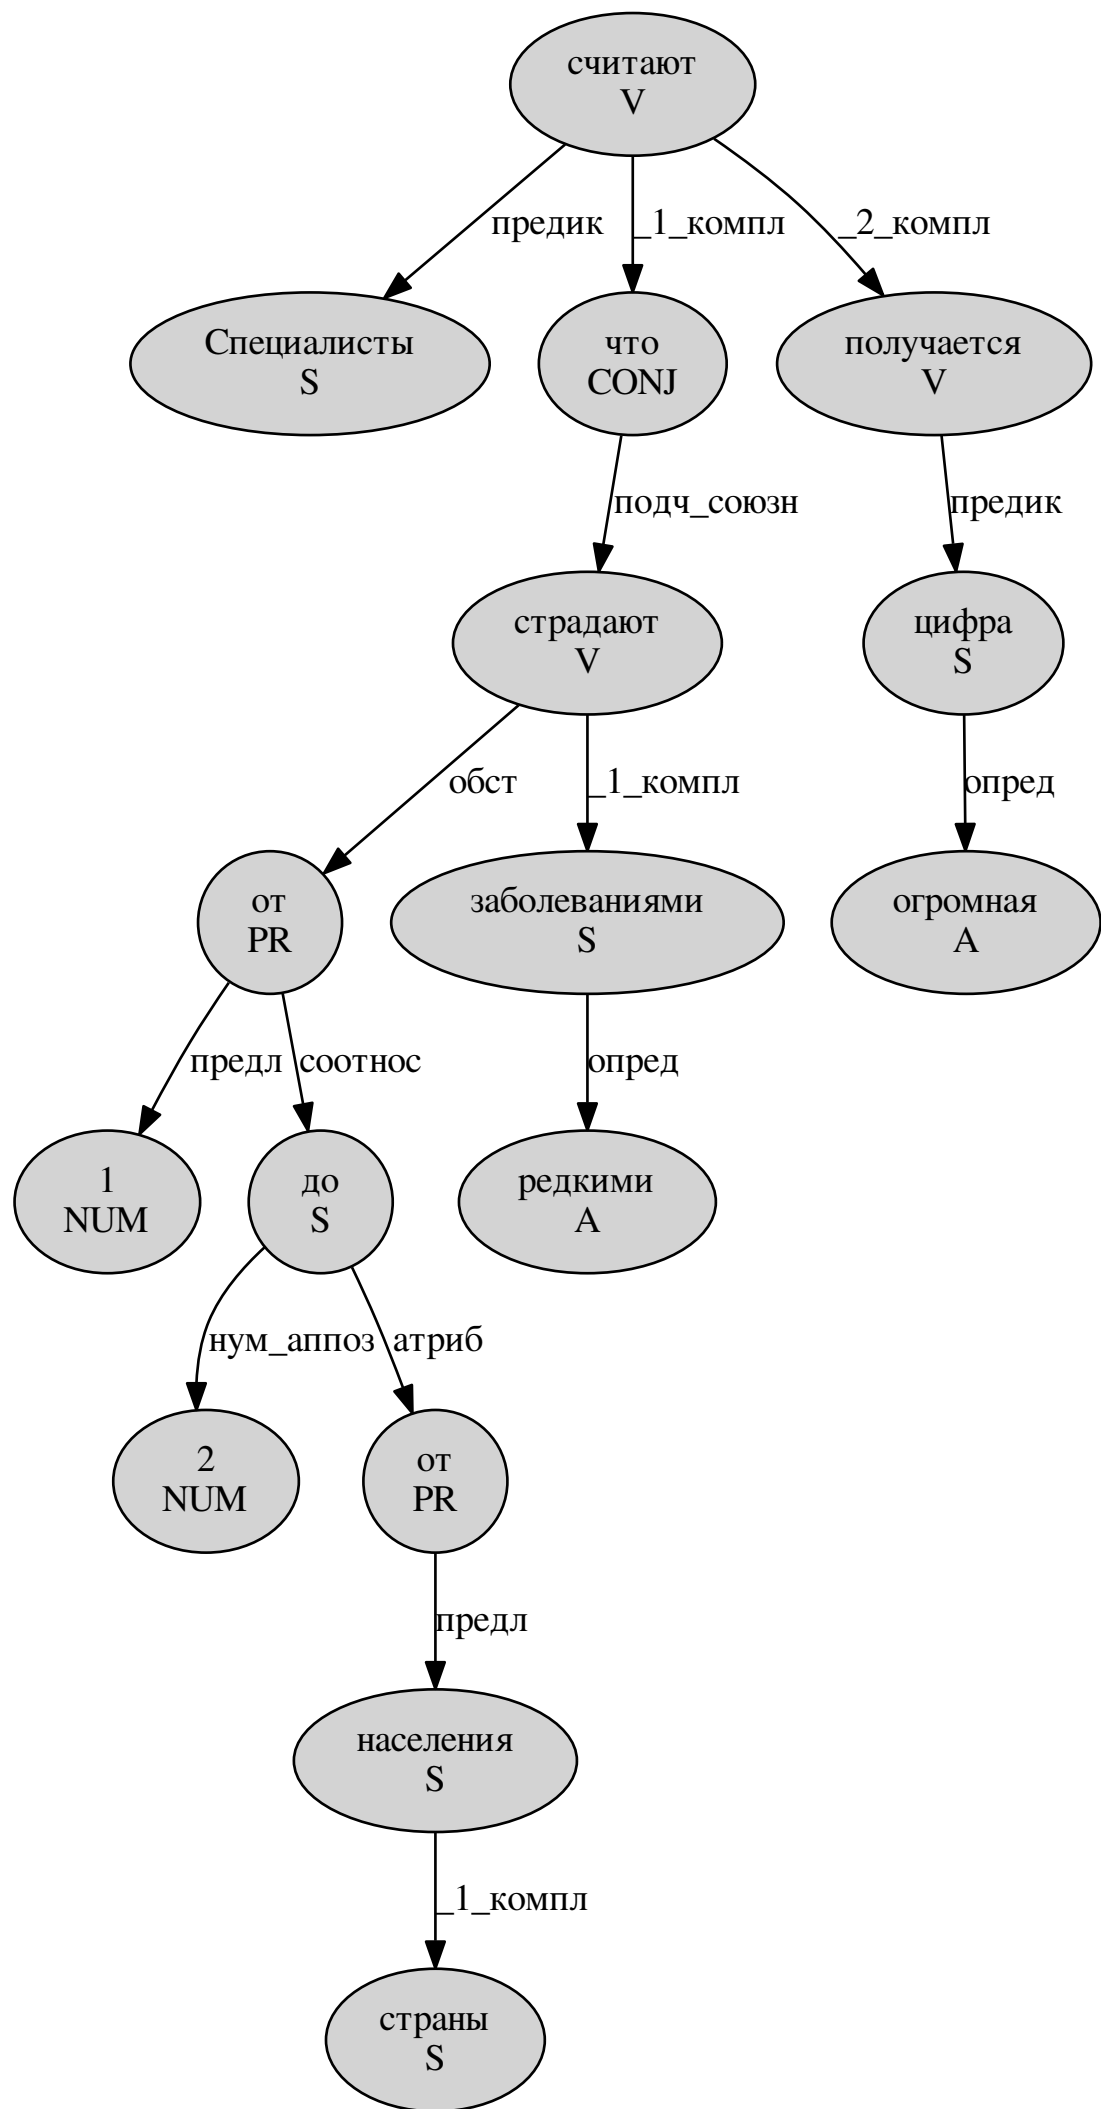 считают
V
предик
_1_компл
_2_компл
Специалисты
S
что
CONJ
получается
V
подч_союзн
предик
страдают
V
цифра
S
обст
_1_компл
опред
от
PR
заболеваниями
S
огромная
A
предл
соотнос
опред
1
NUM
до
S
редкими
A
нум_аппоз
атриб
2
NUM
от
PR
предл
населения
S
_1_компл
страны
S